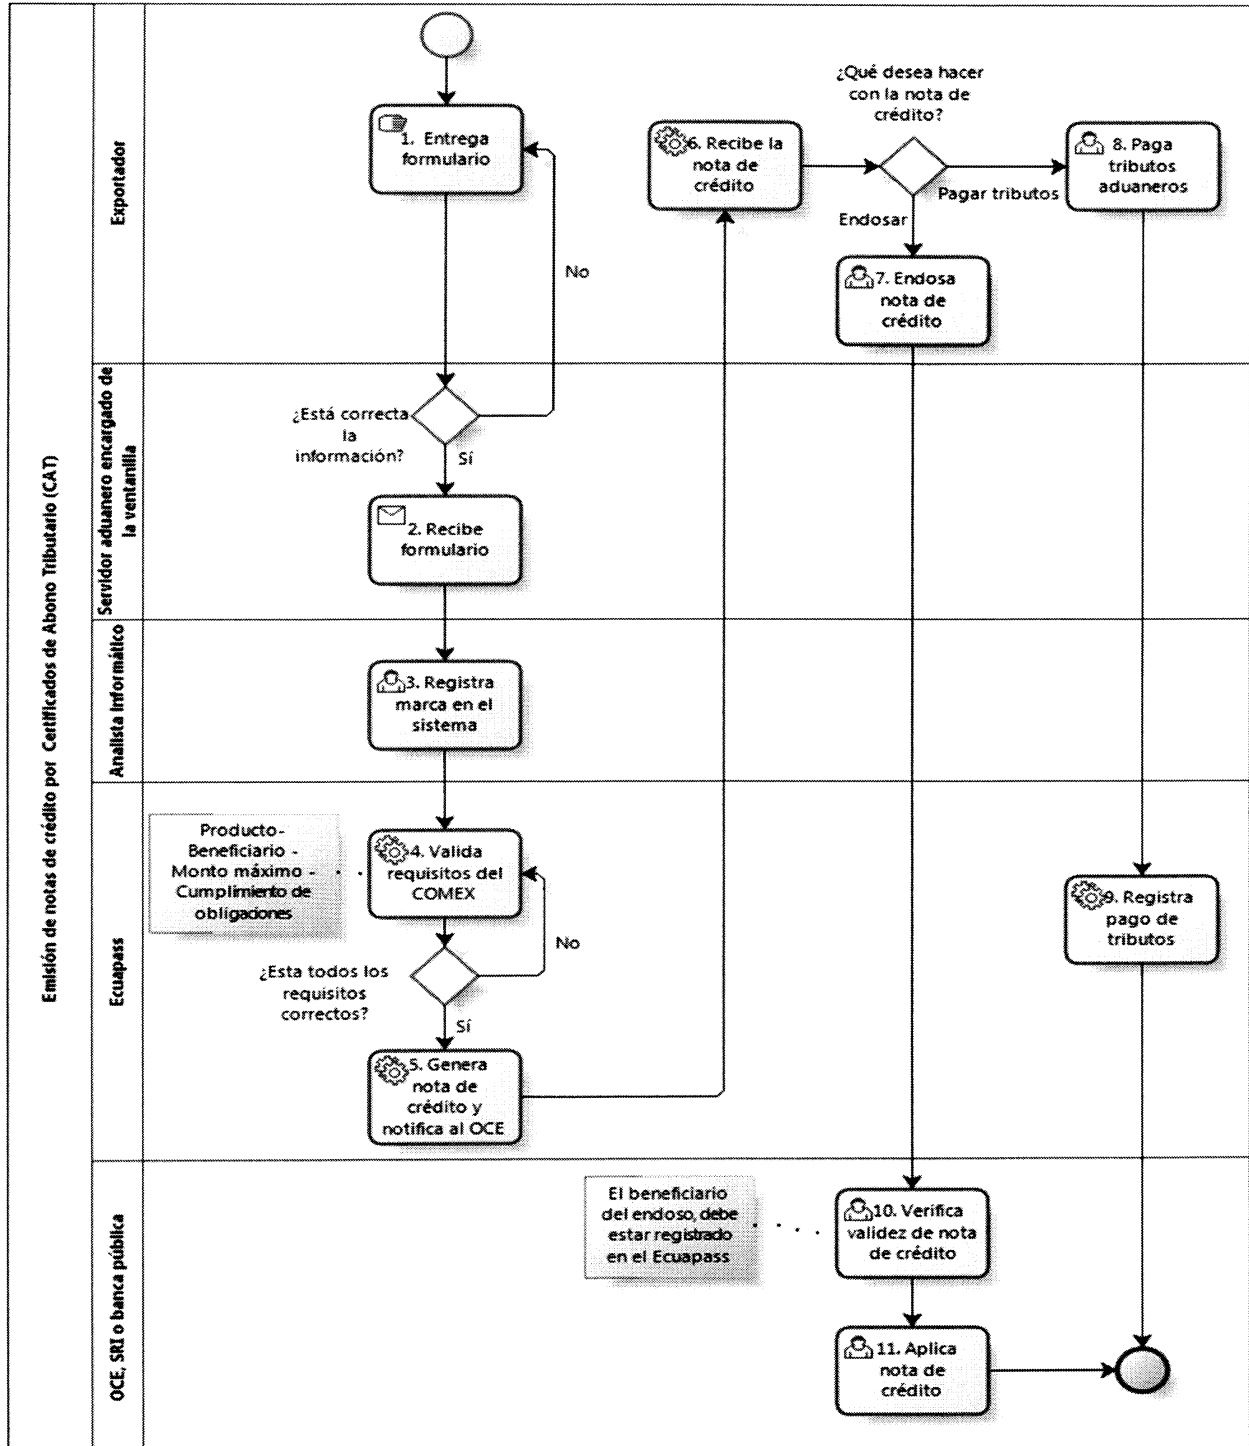 Emisión de notas de crédito por Certificados de Abono Tributario (CAT)
Exportador
1. Entrega
formulario
No
6. Recibe la
nota de
crédito
¿Qué desea hacer
con la nota de
crédito?
Pagar tributos
Endosar
8. Paga
tributos
aduaneros
7. Endosa
nota de
crédito
Servidor aduanero encargado de
la ventanilla
¿Está correcta
la
información?
Sí
2. Recibe
formulario
Analista Informático
3. Registra
marca en el
sistema
Ecuapass
Producto-
Beneficiario -
Monto máximo -
Cumplimiento de
obligaciones
4. Valida
requisitos del
COMEX
No
¿Esta todos los
requisitos
correctos?
Sí
5. Genera
nota de
crédito y
notifica al OCE
9. Registra
pago de
tributos
OCE, SRI o banca pública
El beneficiario
del endoso, debe
estar registrado
en el Ecuapass
10. Verifica
validez de nota
de crédito
11. Aplica
nota de
crédito